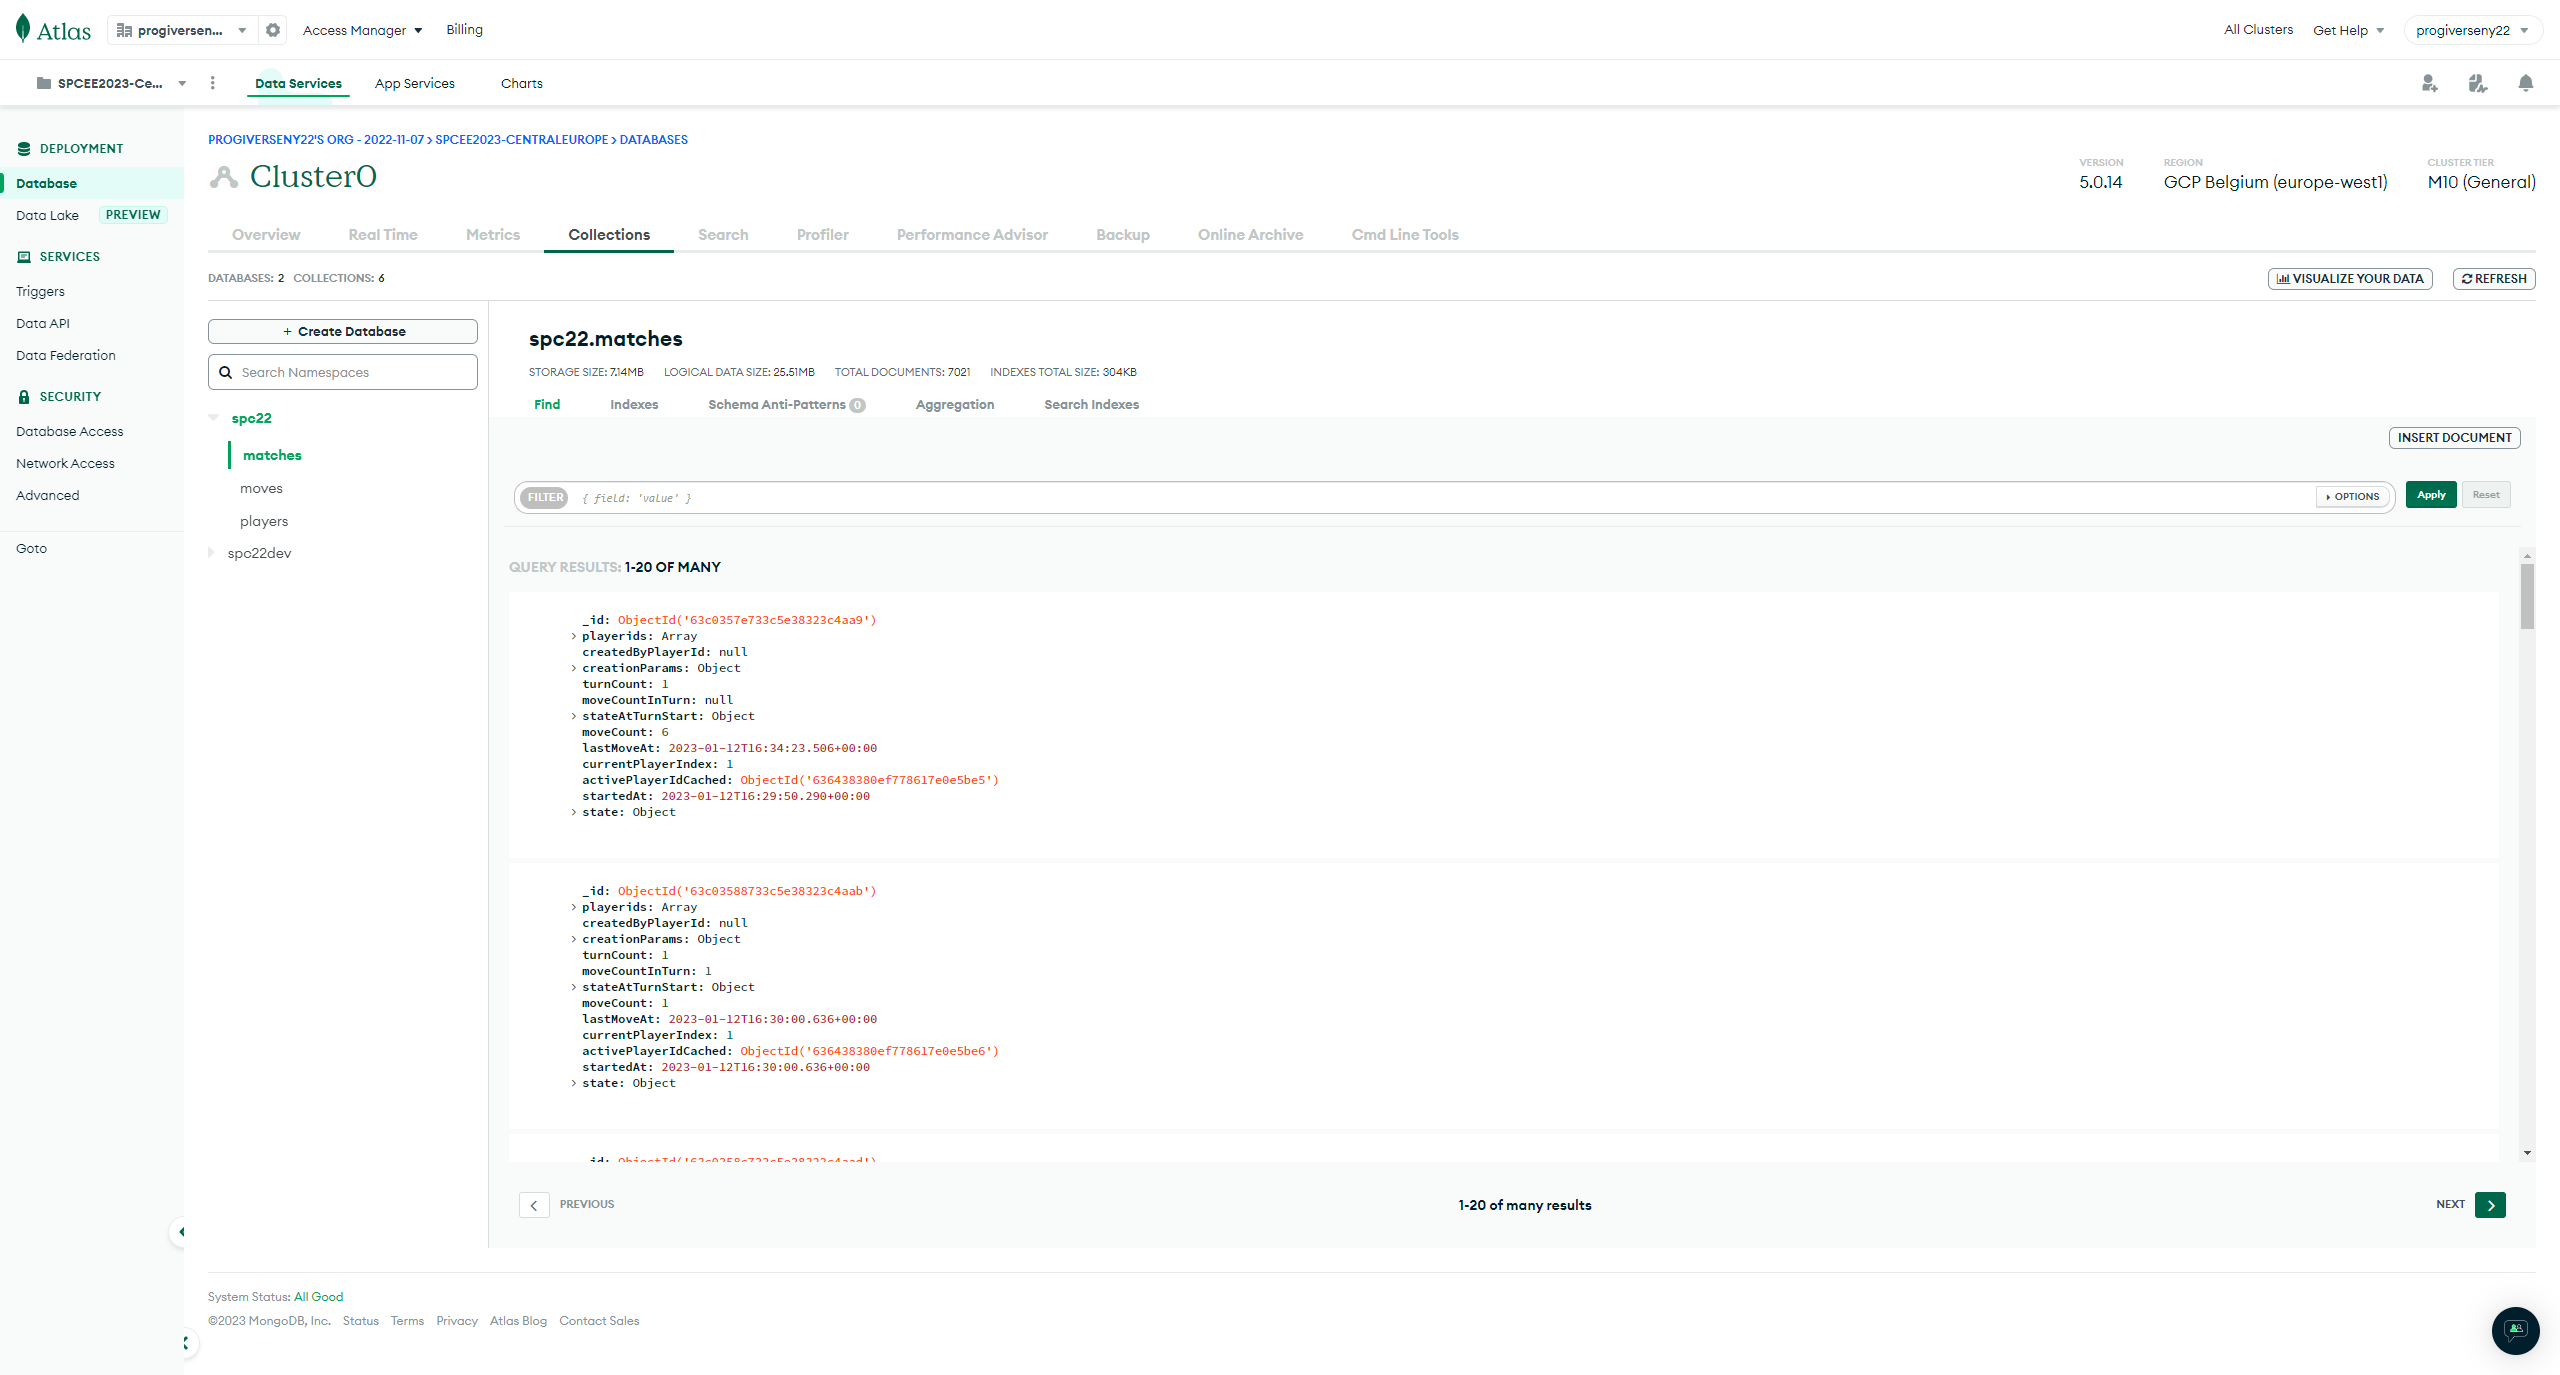 Atlas
progiversen...
Access Manager
Billing
All Clusters
Get Help
progiverseny22
SPCEE2023-Ce...
Data Services
App Services
Charts
DEPLOYMENT
Database
Data Lake PREVIEW
SERVICES
Triggers
Data API
Data Federation
SECURITY
Database Access
Network Access
Advanced
Goto
PROGIVERSENY22'S ORG - 2022-11-07 > SPCEE2023-CENTRALEUROPE > DATABASES
Cluster0
VERSION
5.0.14
REGION
GCP Belgium (europe-west1)
CLUSTER TIER
M10 (General)
Overview
Real Time
Metrics
Collections
Search
Profiler
Performance Advisor
Backup
Online Archive
Cmd Line Tools
DATABASES: 2 COLLECTIONS: 6
VISUALIZE YOUR DATA
REFRESH
+ Create Database
Search Namespaces
spc22
matches
moves
players
spc22dev
spc22.matches
STORAGE SIZE: 7.14MB LOGICAL DATA SIZE: 25.51MB TOTAL DOCUMENTS: 7021 INDEXES TOTAL SIZE: 304KB
Find
Indexes
Schema Anti-Patterns 0
Aggregation
Search Indexes
INSERT DOCUMENT
FILTER { field: 'value' }
OPTIONS
Apply
Reset
QUERY RESULTS: 1-20 OF MANY
_id: ObjectId('63c0357e733c5e38323c4aa9')
playerids: Array
createdByPlayerId: null
creationParams: Object
turnCount: 1
moveCountInTurn: null
stateAtTurnStart: Object
moveCount: 6
lastMoveAt: 2023-01-12T16:34:23.506+00:00
currentPlayerIndex: 1
activePlayerIdCached: ObjectId('636438380ef778617e0e5be5')
startedAt: 2023-01-12T16:29:50.290+00:00
state: Object
_id: ObjectId('63c03588733c5e38323c4aab')
playerids: Array
createdByPlayerId: null
creationParams: Object
turnCount: 1
moveCountInTurn: 1
stateAtTurnStart: Object
moveCount: 1
lastMoveAt: 2023-01-12T16:30:00.636+00:00
currentPlayerIndex: 1
activePlayerIdCached: ObjectId('636438380ef778617e0e5be6')
startedAt: 2023-01-12T16:30:00.636+00:00
state: Object
_id: ObjectId('63c0358c733c5e38323c4aad')
PREVIOUS
1-20 of many results
NEXT
System Status: All Good
©2023 MongoDB, Inc. Status Terms Privacy Atlas Blog Contact Sales